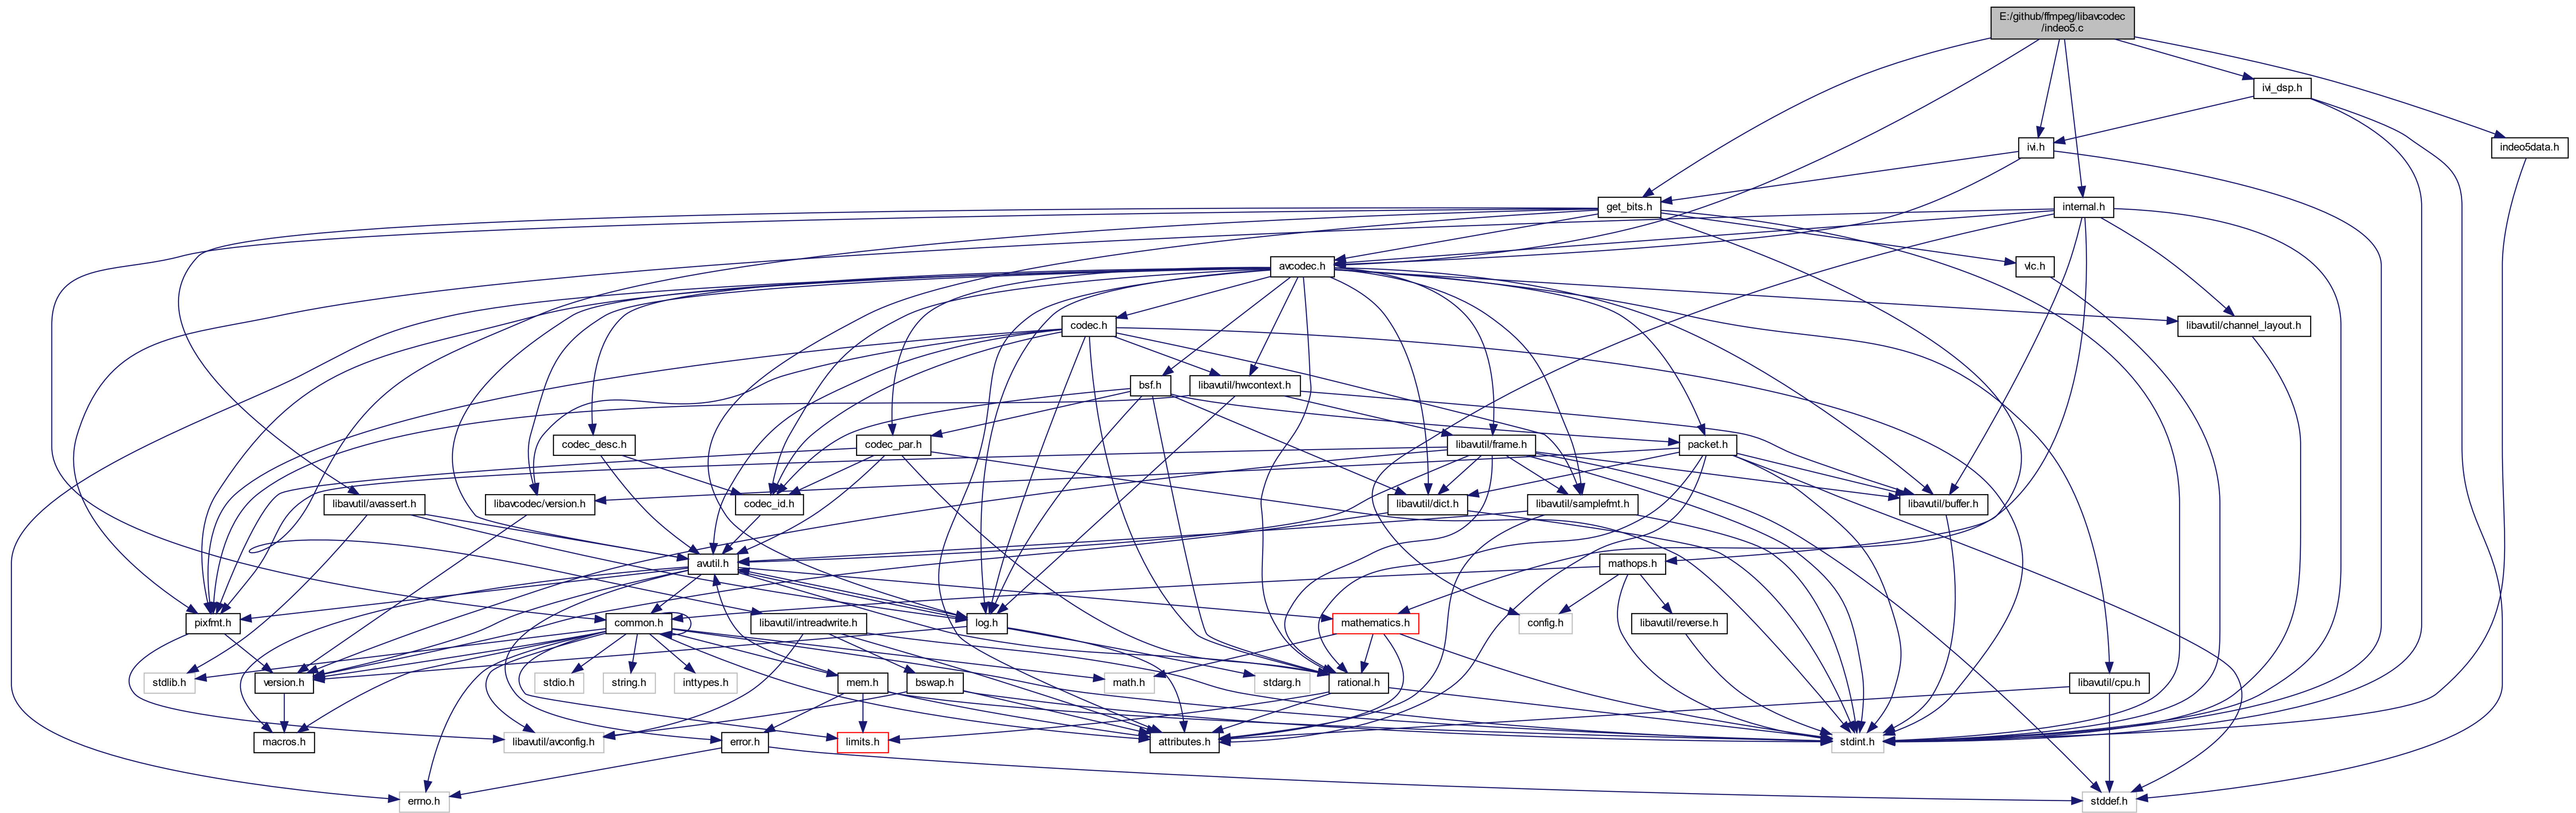 E:/github/ffmpeg/libavcodec
/indeo5.c
ivi_dsp.h
ivi.h
indeo5data.h
get_bits.h
internal.h
avcodec.h
vlc.h
codec.h
libavutil/channel_layout.h
bsf.h
libavutil/hwcontext.h
codec_desc.h
codec_par.h
libavutil/frame.h
packet.h
libavutil/avassert.h
libavcodec/version.h
codec_id.h
libavutil/dict.h
libavutil/samplefmt.h
libavutil/buffer.h
avutil.h
mathops.h
pixfmt.h
common.h
libavutil/intreadwrite.h
log.h
mathematics.h
config.h
libavutil/reverse.h
stdlib.h
version.h
stdio.h
string.h
inttypes.h
mem.h
bswap.h
math.h
stdarg.h
rational.h
libavutil/cpu.h
macros.h
libavutil/avconfig.h
error.h
limits.h
attributes.h
stdint.h
errno.h
stddef.h